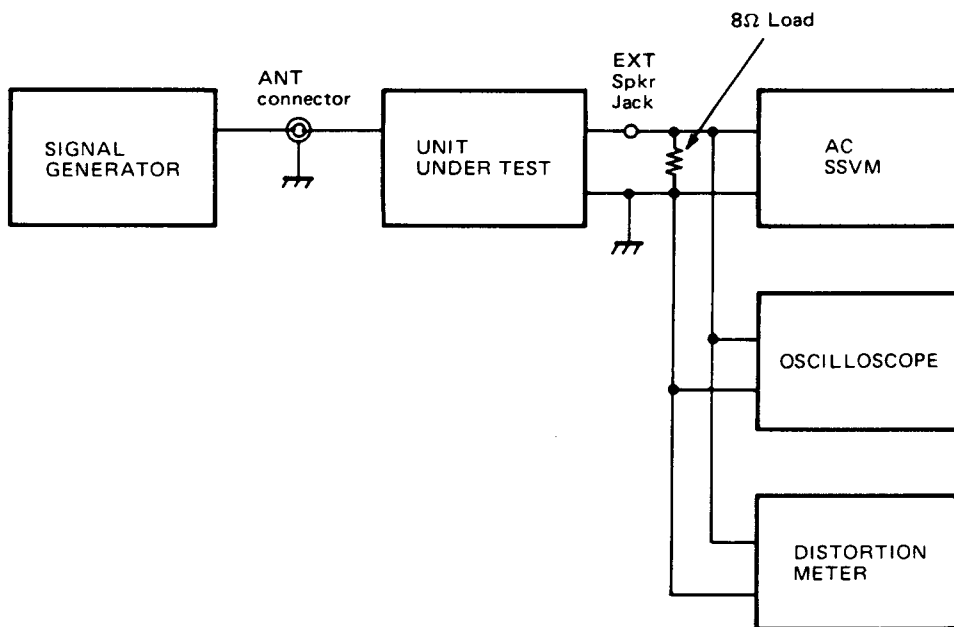 8Ω Load
ANT
connector
EXT
Spkr
Jack
SIGNAL
GENERATOR
UNIT
UNDER TEST
AC
SSVM
OSCILLOSCOPE
DISTORTION
METER